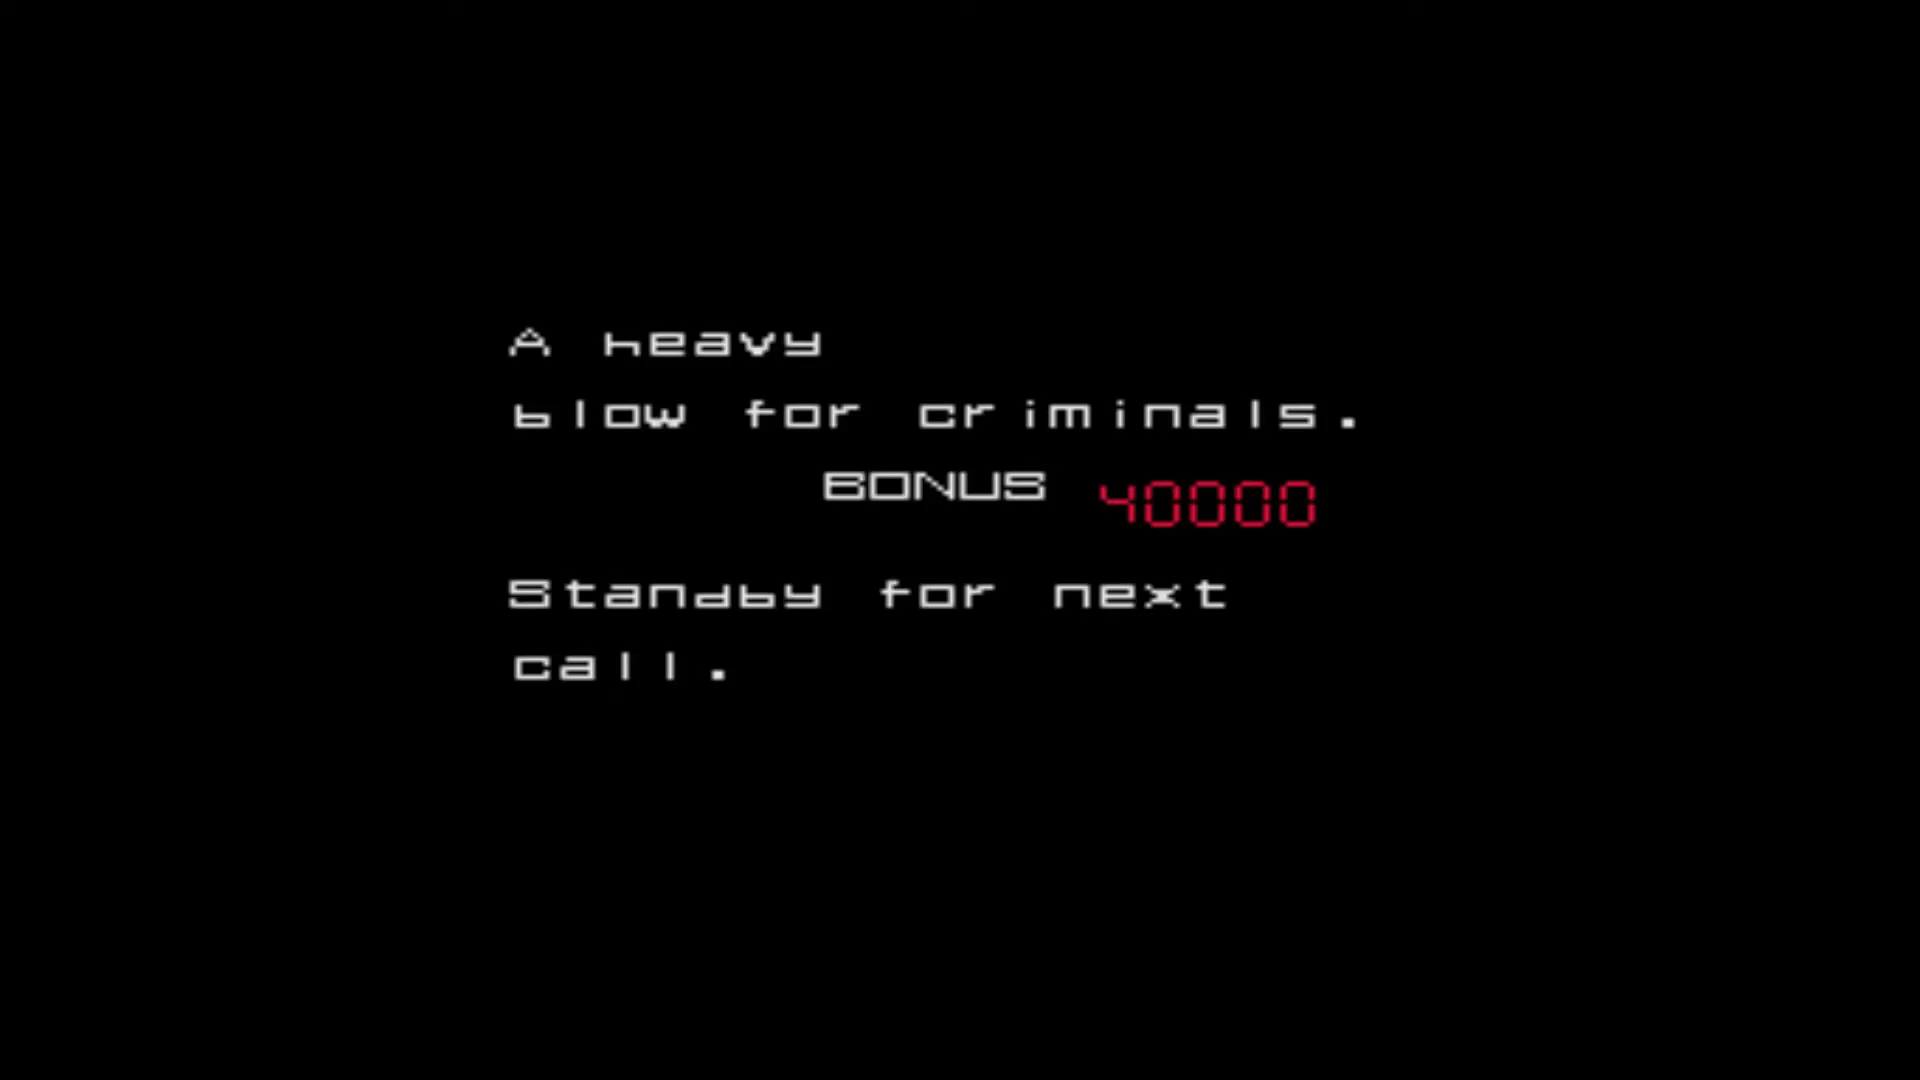 A heavy
blow for criminals.
BONUS 40000
Standby for next
call.